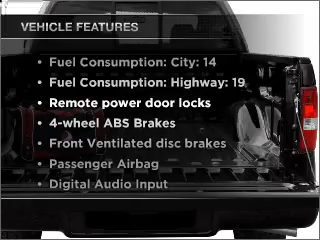 VEHICLE FEATURES
• Fuel Consumption: City: 14
• Fuel Consumption: Highway: 19
• Remote power door locks
• 4-wheel ABS Brakes
• Front Ventilated disc brakes
• Passenger Airbag
• Digital Audio Input